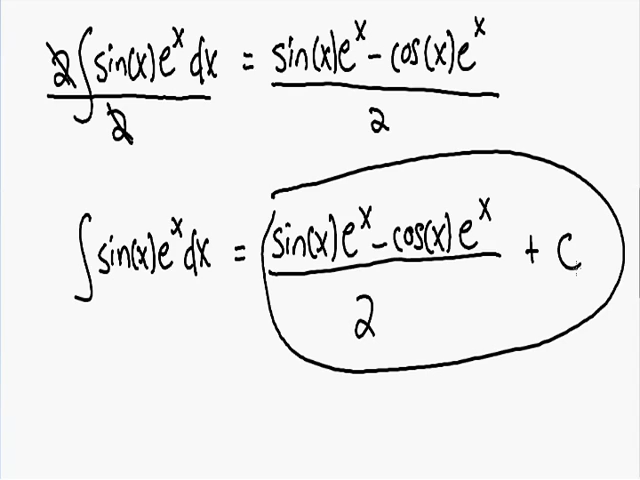 2∫sin(x)e^x dx / 2 = sin(x)e^x - cos(x)e^x / 2
∫sin(x)e^x dx = sin(x)e^x - cos(x)e^x / 2 + C